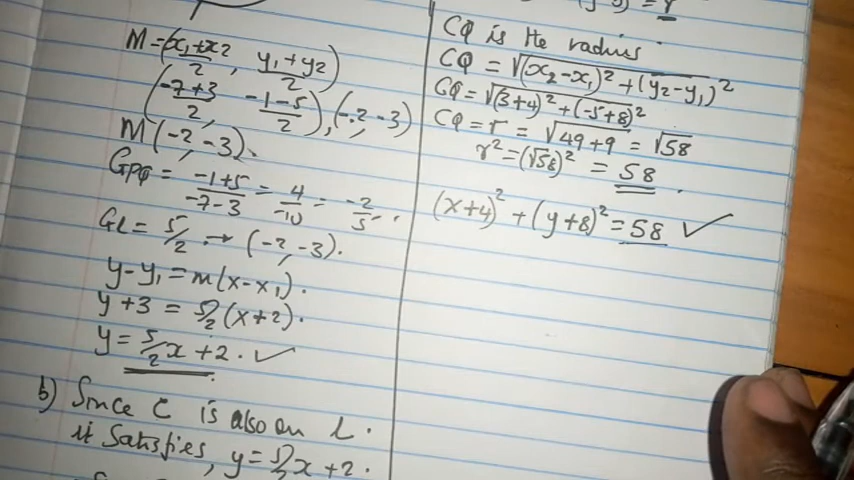 M = (x₁+x₂/2, y₁+y₂/2)
(-7+3/2, -1-5/2), (-2, -3)
M(-2, -3).
G_PQ = -1+5/-7-3 = 4/-10 = -2/5.
G_L = 5/2 → (-2, -3).
y-y₁ = m(x-x₁).
y+3 = 5/2(x+2).
y = 5/2x + 2. ✓
b) Since C is also on L.
it Satisfies, y = 5/2x + 2.
CQ is the radius.
CQ = √(x₂-x₁)² + (y₂-y₁)²
CQ = √(3+4)² + (-5+8)²
CQ = r = √49+9 = √58
r² = (√58)² = 58.
(x+4)² + (y+8)² = 58 ✓